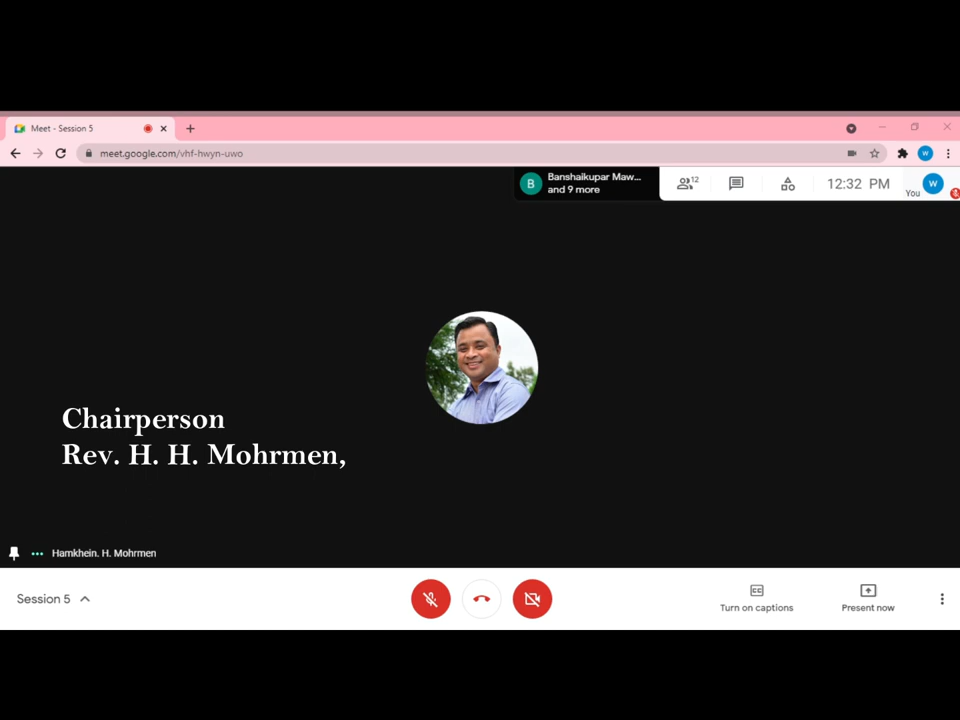 Meet - Session 5
meet.google.com/vhf-hwyn-uwo
B
Banshaikupar Maw...
and 9 more
12
12:32 PM
You
W
W
Chairperson
Rev. H. H. Mohrmen,
Hamkhein. H. Mohrmen
Session 5
CC
Turn on captions
Present now